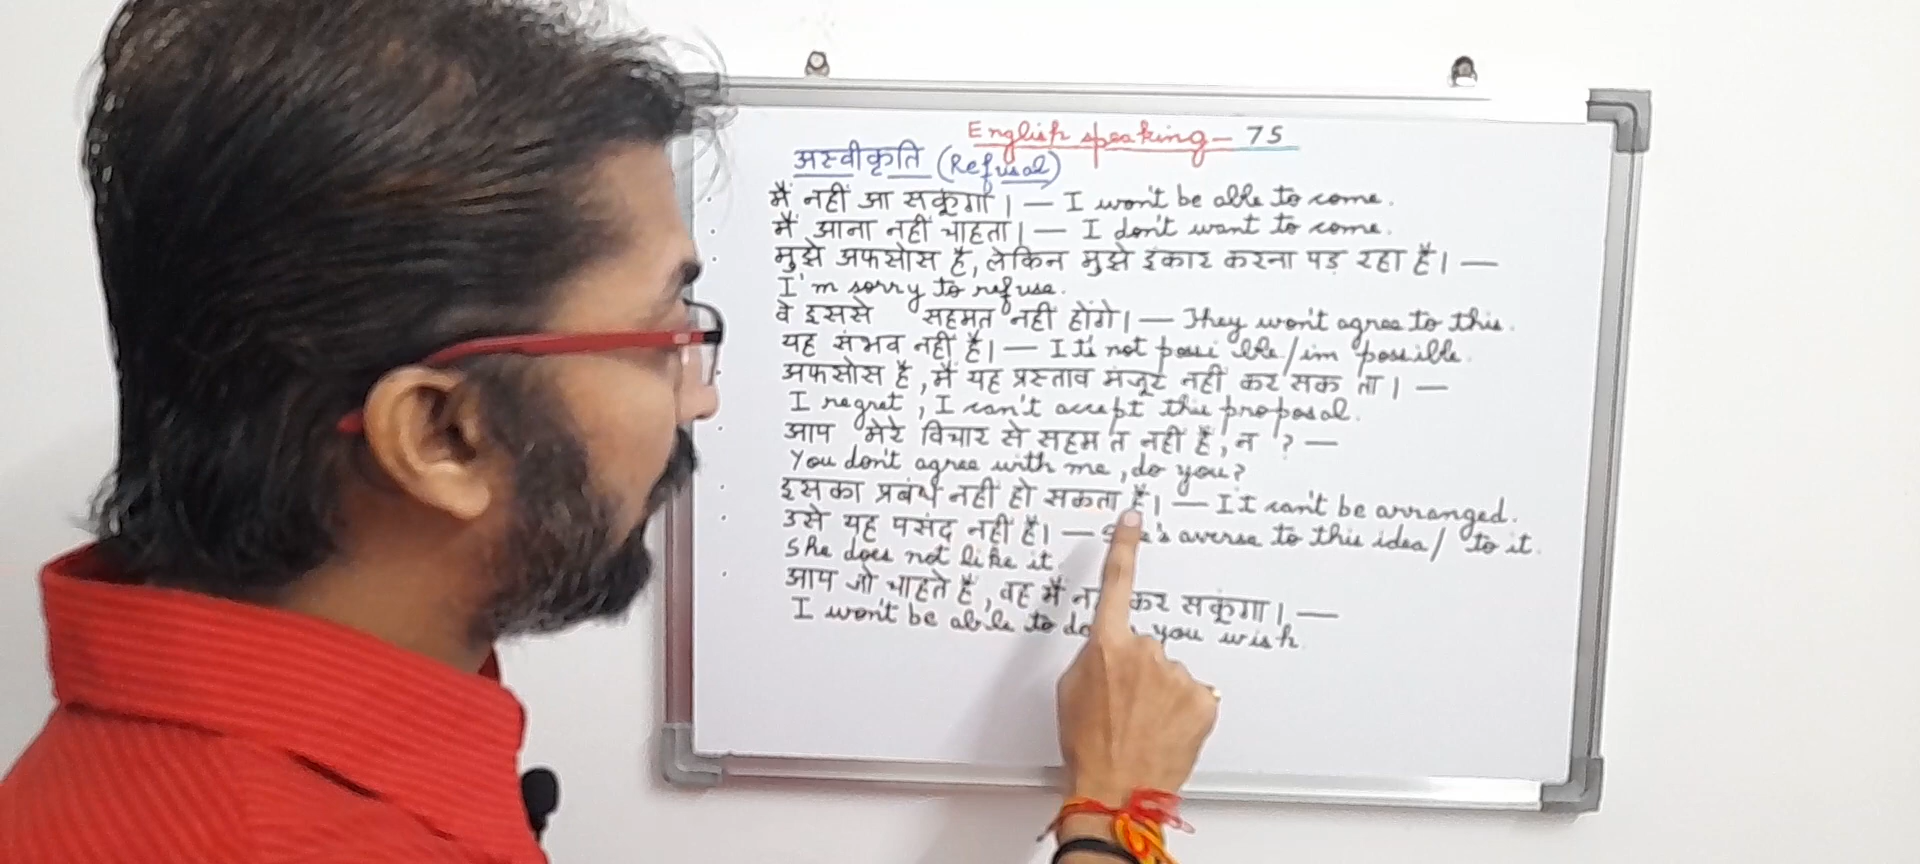 English speaking - 75
अस्वीकृति (Refusal)
मैं नहीं आ सकूंगा। — I won't be able to come.
मैं आना नहीं चाहता। — I don't want to come.
मुझे अफसोस है, लेकिन मुझे इंकार करना पड़ रहा है। —
I'm sorry to refuse.
वे इससे सहमत नहीं होंगे। — They won't agree to this.
यह संभव नहीं है। — It's not possible/impossible.
अफसोस है, मैं यह प्रस्ताव मंजूर नहीं कर सकता। —
I regret, I can't accept this proposal.
आप मेरे विचार से सहमत नहीं हैं, न ? —
You don't agree with me, do you?
इसका प्रबंध नहीं हो सकता है। — It can't be arranged.
उसे यह पसंद नहीं है। — averse to this idea/ to it.
She does not like it.
आप जो चाहते हैं, वह मैं कर सकूंगा। —
I won't be able to do you wish.